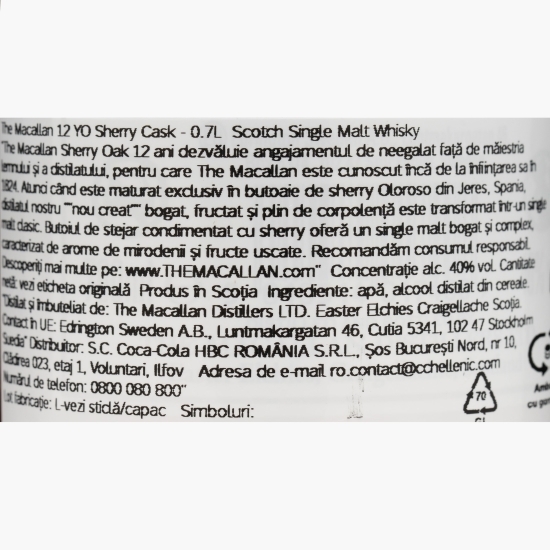 The Macallan 12 YO Sherry Cask - 0.7L Scotch Single Malt Whisky
"The Macallan Sherry Oak 12 ani dezvăluie angajamentul de neegalat față de măiestria
lemnului și a distilatului, pentru care The Macallan este cunoscut încă de la înființarea sa în
1824. Atunci când este maturat exclusiv în butoaie de sherry Oloroso din Jeres, Spania,
distilatul nostru ""nou creat"" bogat, fructat și plin de corpolență este transformat într-un single
malt clasic. Butoiul de stejar condimentat cu sherry oferă un single malt bogat și complex,
caracterizat de arome de mirodenii și fructe uscate. Recomandăm consumul responsabil.
Descoperiți mai multe pe: www.THEMACALLAN.com" Concentrație alc. 40% vol. Cantitate
netă: vezi eticheta originală Produs în Scoția Ingrediente: apă, alcool distilat din cereale.
"Distilat și îmbuteliat de: The Macallan Distillers LTD. Easter Elchies Craigellachie Scoția.
Contact în UE: Edrington Sweden A.B., Luntmakargatan 46, Cutia 5341, 102 47 Stockholm
Suedia" Distribuitor: S.C. Coca-Cola HBC ROMÂNIA S.R.L., Șos București Nord, nr 10,
Clădirea 023, etaj 1, Voluntari, Ilfov Adresa de e-mail ro.contact@cchellenic.com
Numărul de telefon: 0800 080 800"
Lot fabricație: L-vezi sticlă/capac Simboluri:
70